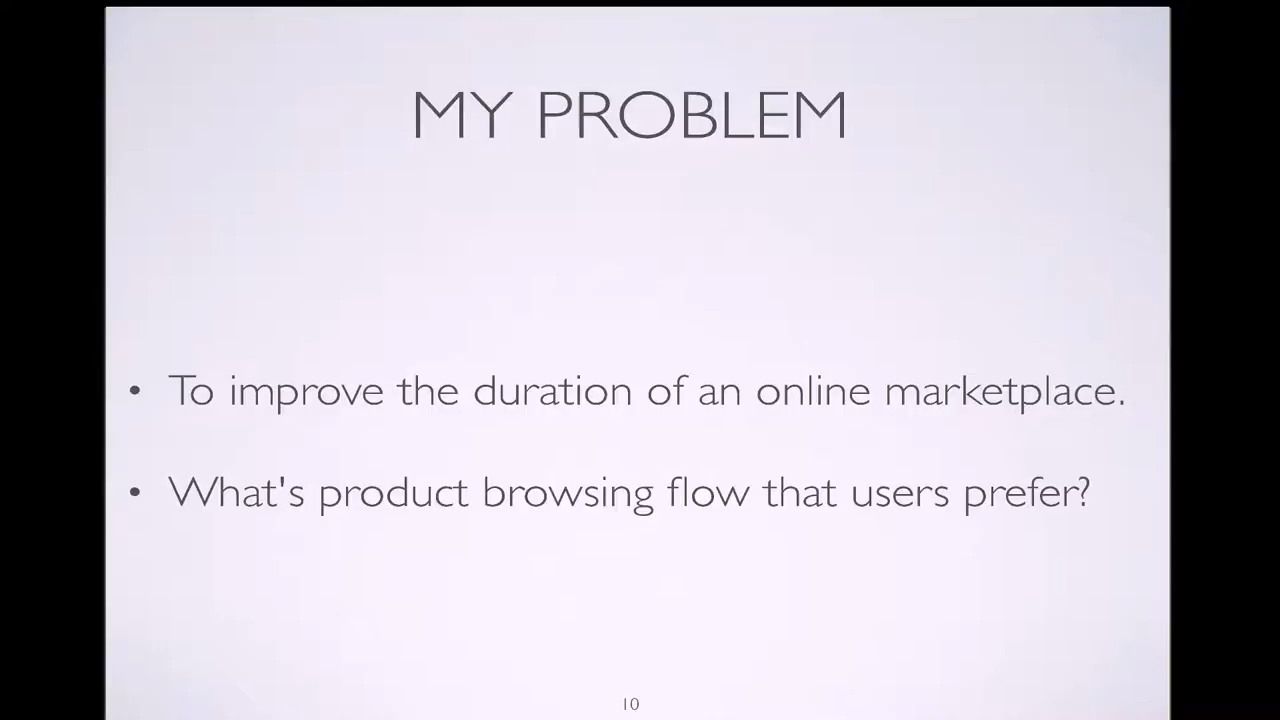 MY PROBLEM
• To improve the duration of an online marketplace.
• What's product browsing flow that users prefer?
10